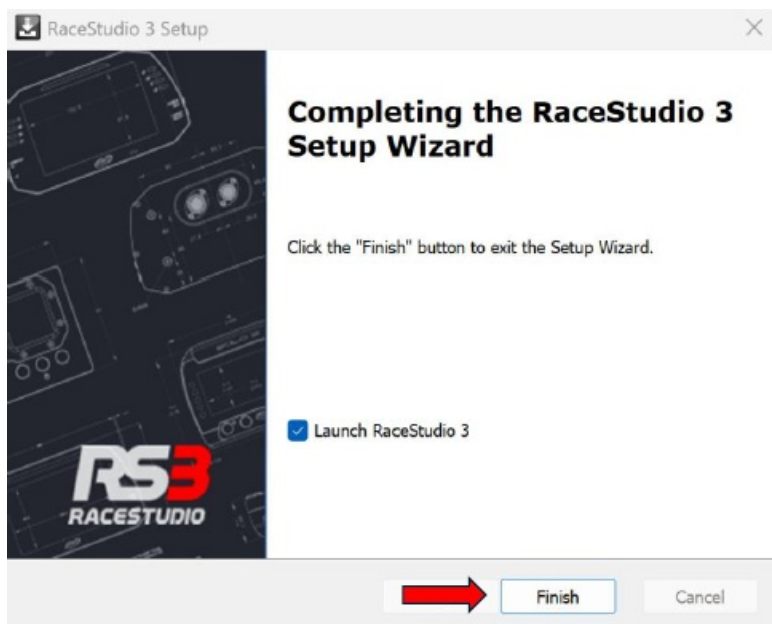 RaceStudio 3 Setup
Completing the RaceStudio 3
Setup Wizard
Click the "Finish" button to exit the Setup Wizard.
Launch RaceStudio 3
RS3
RACESTUDIO
Finish
Cancel